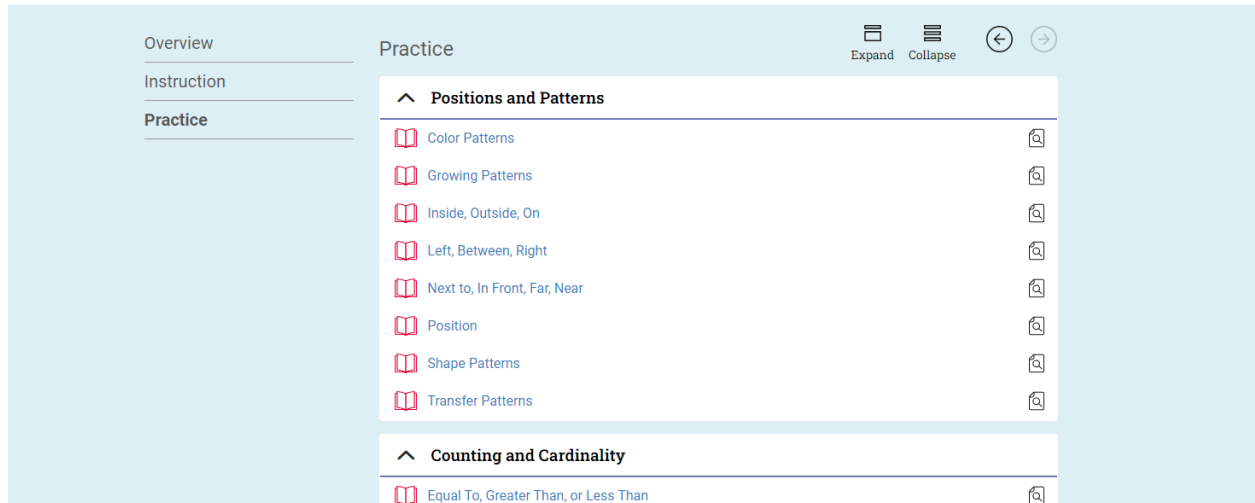 Overview
Instruction
Practice
Practice
Expand
Collapse
Positions and Patterns
Color Patterns
Growing Patterns
Inside, Outside, On
Left, Between, Right
Next to, In Front, Far, Near
Position
Shape Patterns
Transfer Patterns
Counting and Cardinality
Equal To, Greater Than, or Less Than